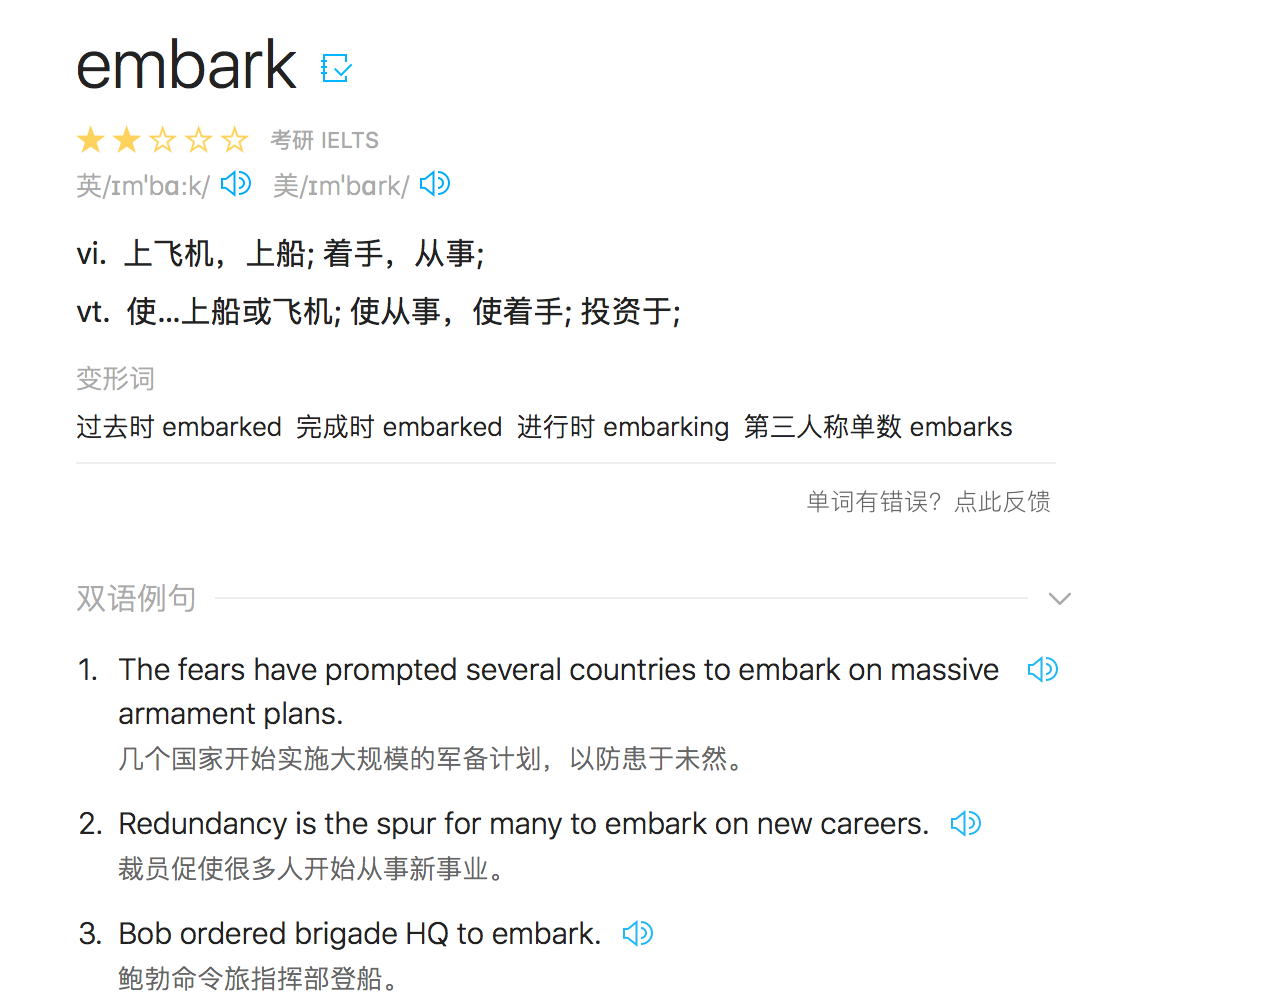 embark
考研 IELTS
英/ɪm'bɑ:k/ 美/ɪm'bɑrk/
vi. 上飞机，上船; 着手，从事;
vt. 使...上船或飞机; 使从事，使着手; 投资于;
变形词
过去时 embarked 完成时 embarked 进行时 embarking 第三人称单数 embarks
单词有错误？点此反馈
双语例句
1. The fears have prompted several countries to embark on massive
armament plans.
几个国家开始实施大规模的军备计划，以防患于未然。
2. Redundancy is the spur for many to embark on new careers.
裁员促使很多人开始从事新事业。
3. Bob ordered brigade HQ to embark.
鲍勃命令旅指挥部登船。